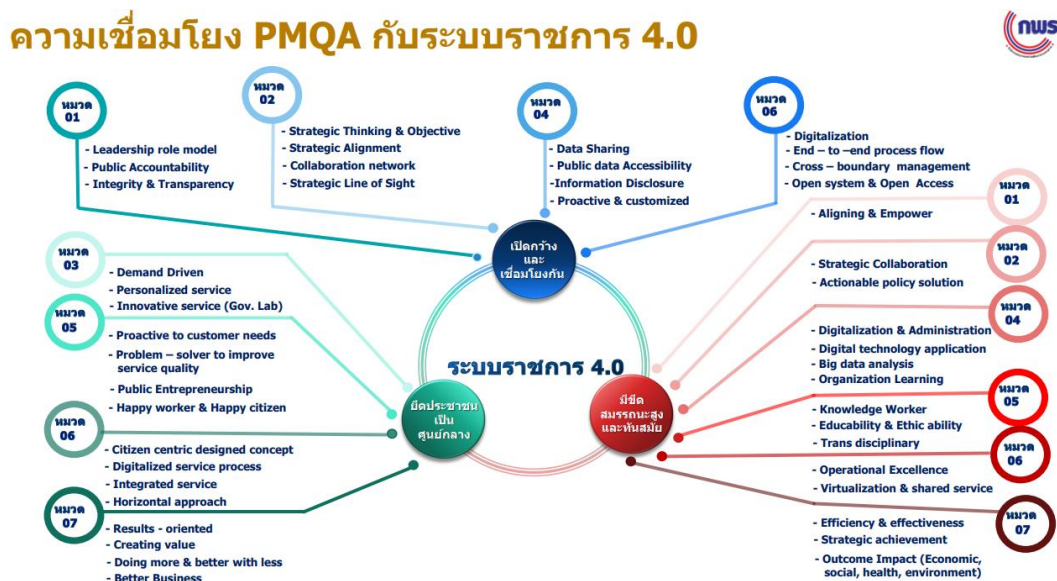 ความเชื่อมโยง PMQA กับระบบราชการ 4.0
กพร
หมวด
01
- Leadership role model
- Public Accountability
- Integrity & Transparency
หมวด
02
- Strategic Thinking & Objective
- Strategic Alignment
- Collaboration network
- Strategic Line of Sight
หมวด
04
- Data Sharing
- Public data Accessibility
-Information Disclosure
- Proactive & customized
หมวด
06
- Digitalization
- End – to –end process flow
- Cross – boundary management
- Open system & Open Access
เปิดกว้าง
และ
เชื่อมโยงกัน
หมวด
03
- Demand Driven
- Personalized service
- Innovative service (Gov. Lab)
หมวด
05
- Proactive to customer needs
- Problem – solver to improve
service quality
- Public Entrepreneurship
- Happy worker & Happy citizen
หมวด
06
- Citizen centric designed concept
- Digitalized service process
- Integrated service
- Horizontal approach
หมวด
07
- Results - oriented
- Creating value
- Doing more & better with less
- Better Business
ระบบราชการ 4.0
ยึดประชาชน
เป็น
ศูนย์กลาง
มีขีด
สมรรถนะสูง
และทันสมัย
หมวด
01
- Aligning & Empower
หมวด
02
- Strategic Collaboration
- Actionable policy solution
หมวด
04
- Digitalization & Administration
- Digital technology application
- Big data analysis
- Organization Learning
หมวด
05
- Knowledge Worker
- Educability & Ethic ability
- Trans disciplinary
หมวด
06
- Operational Excellence
- Virtualization & shared service
หมวด
07
- Efficiency & effectiveness
- Strategic achievement
- Outcome Impact (Economic,
social, health, environment)